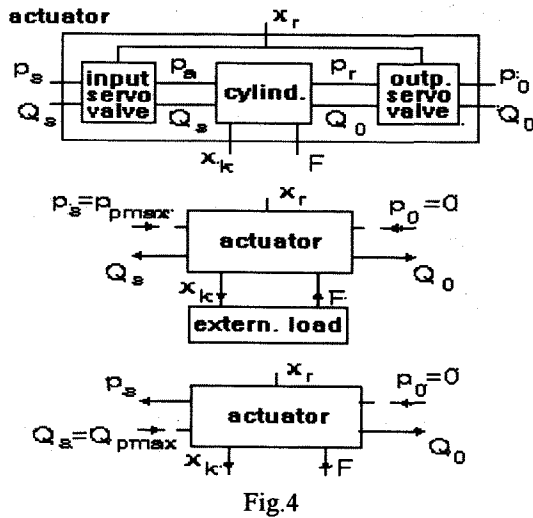 actuator
x_r
p_s p_a p_r p_0
input servo valve
cylind.
outp. servo valve
Q_s Q_s Q_0 Q_0
x_k F
p_s=p_pmax x_r p_0=0
actuator
Q_s x_k F Q_0
extern. load
p_s x_r p_0=0
actuator
Q_s=Q_pmax Q_0
x_k F
Fig.4